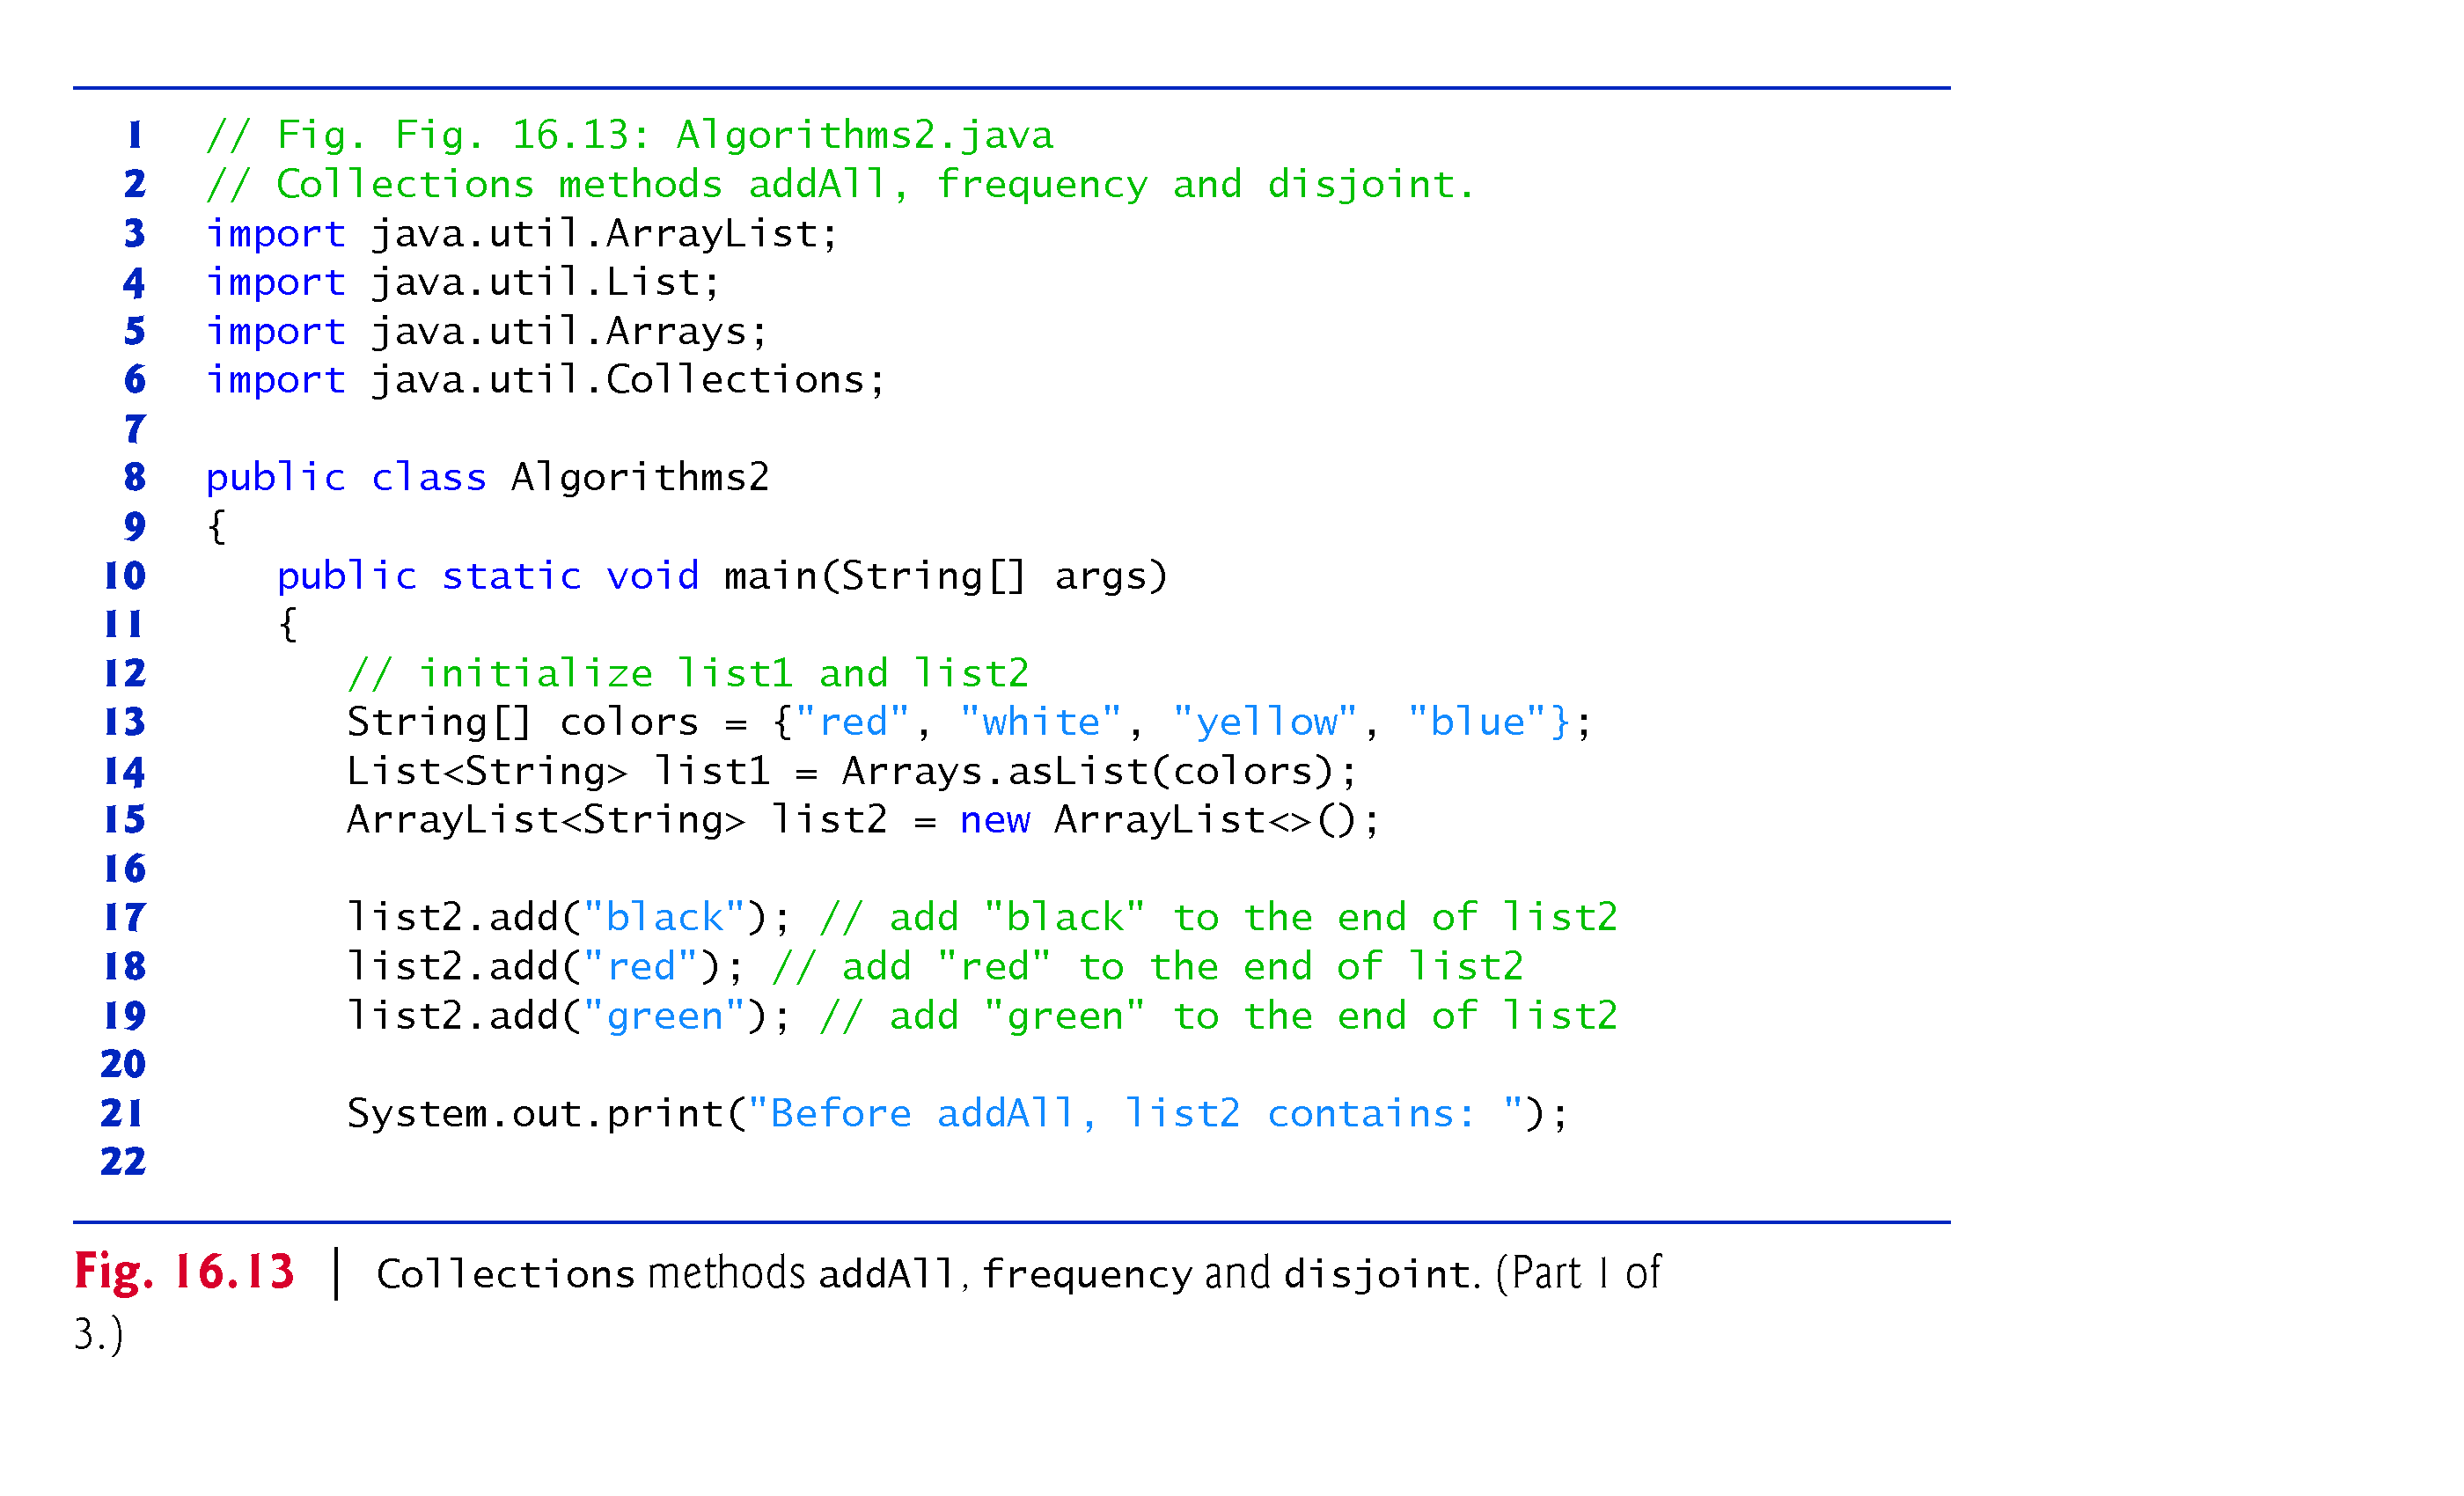 1 // Fig. Fig. 16.13: Algorithms2.java
2 // Collections methods addAll, frequency and disjoint.
3 import java.util.ArrayList;
4 import java.util.List;
5 import java.util.Arrays;
6 import java.util.Collections;
7
8 public class Algorithms2
9 {
10    public static void main(String[] args)
11    {
12       // initialize list1 and list2
13       String[] colors = {"red", "white", "yellow", "blue"};
14       List<String> list1 = Arrays.asList(colors);
15       ArrayList<String> list2 = new ArrayList<>();
16
17       list2.add("black"); // add "black" to the end of list2
18       list2.add("red"); // add "red" to the end of list2
19       list2.add("green"); // add "green" to the end of list2
20
21       System.out.print("Before addAll, list2 contains: ");
22
Fig. 16.13 | Collections methods addAll, frequency and disjoint. (Part 1 of
3.)